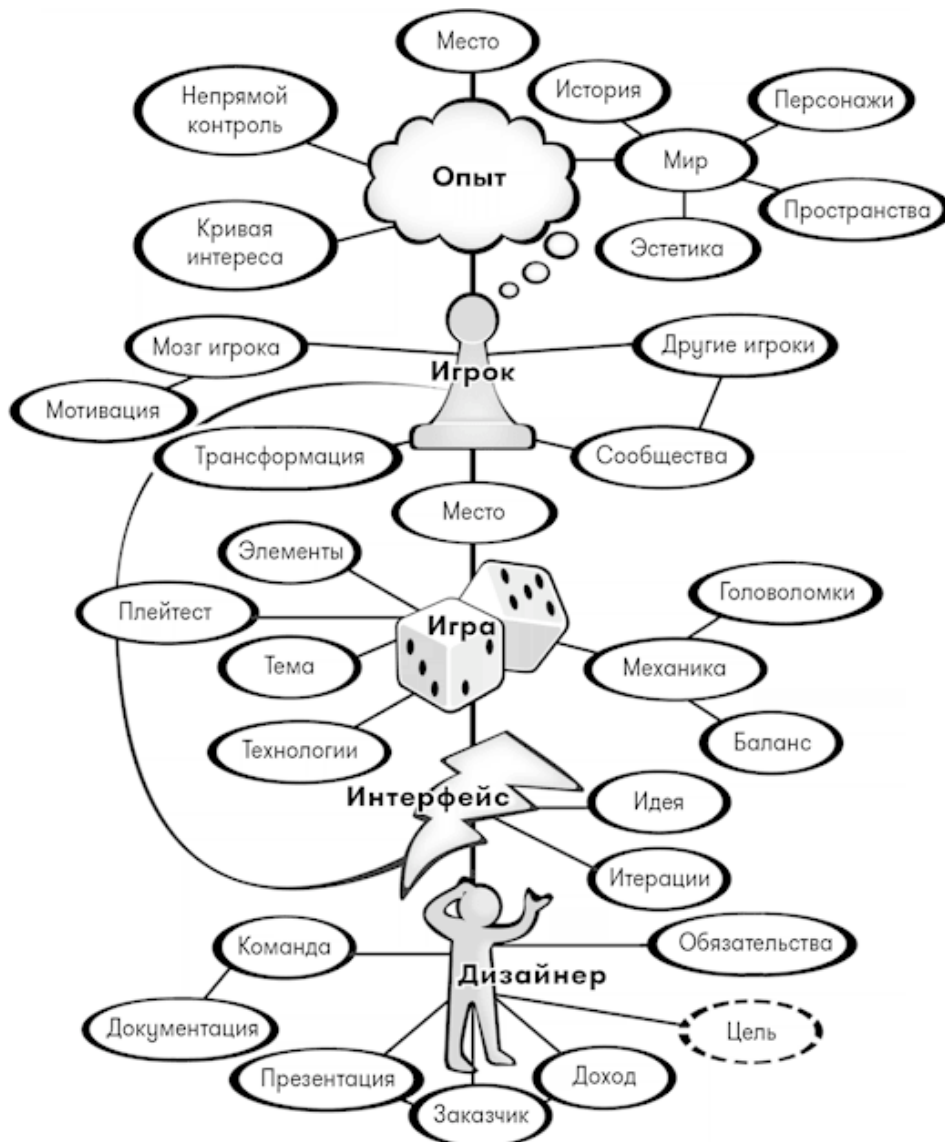 Место
История
Персонажи
Непрямой
контроль
Мир
Опыт
Пространства
Кривая
интереса
Эстетика
Мозг игрока
Другие игроки
Игрок
Мотивация
Трансформация
Сообщества
Место
Элементы
Головоломки
Плейтест
Игра
Тема
Механика
Технологии
Баланс
Интерфейс
Идея
Итерации
Команда
Обязательства
Дизайнер
Документация
Цель
Презентация
Доход
Заказчик